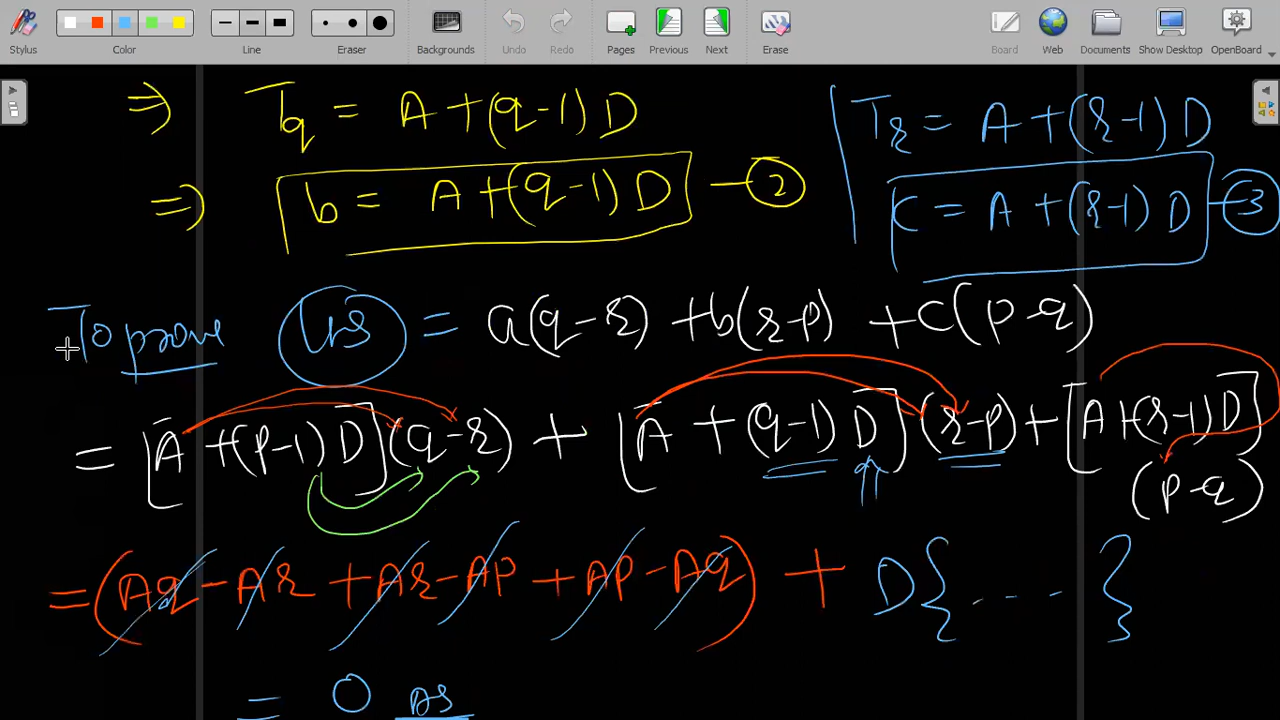 Stylus Color Line Eraser Backgrounds Undo Redo Pages Previous Next Erase Board Web Documents Show Desktop OpenBoard
⇒ Tq = A + (q-1) D
⇒ b = A + (q-1) D — ②
Tr = A + (r-1) D
C = A + (r-1) D — ③
To prove LHS = a(q-r) + b(r-p) + c(p-q)
= [A + (p-1) D] (q-r) + [A + (q-1) D] (r-p) + [A + (r-1) D]
(p-q)
= (Aq - Ar + Ar - Ap + Ap - Aq) + D{ - - - - }
= 0 as